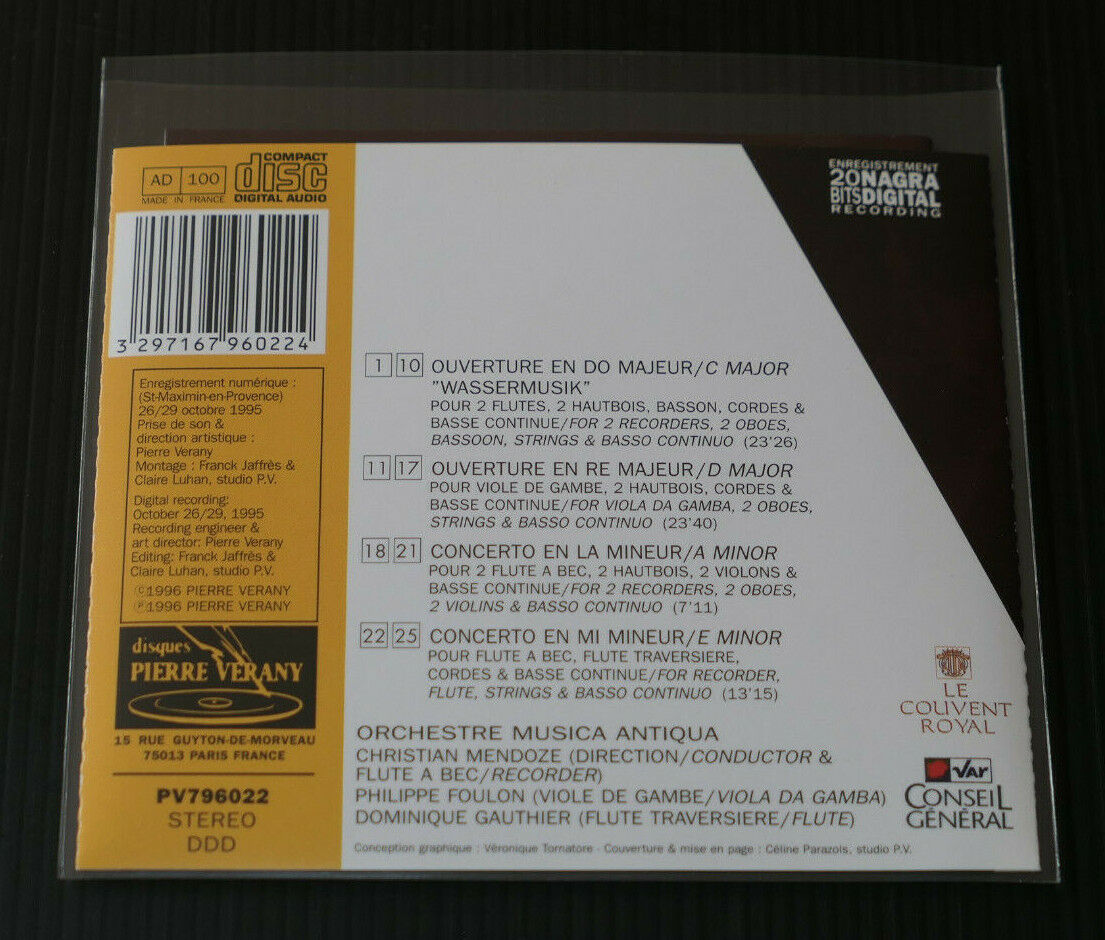 AD 100
MADE IN FRANCE
COMPACT
disc
DIGITAL AUDIO
3 297167 960224
Enregistrement numérique :
(St-Maximin-en-Provence)
26/29 octobre 1995
Prise de son &
direction artistique :
Pierre Verany
Montage : Franck Jaffrès &
Claire Luhan, studio P.V.
Digital recording:
October 26/29, 1995
Recording engineer &
art director: Pierre Verany
Editing: Franck Jaffrès &
Claire Luhan, studio P.V.
©1996 PIERRE VERANY
℗1996 PIERRE VERANY
disques
PIERRE VERANY
15 RUE GUYTON-DE-MORVEAU
75013 PARIS FRANCE
PV796022
STEREO
DDD
ENREGISTREMENT
20 NAGRA
BITS DIGITAL
RECORDING
1 10 OUVERTURE EN DO MAJEUR/C MAJOR
"WASSERMUSIK"
POUR 2 FLUTES, 2 HAUTBOIS, BASSON, CORDES &
BASSE CONTINUE/FOR 2 RECORDERS, 2 OBOES,
BASSOON, STRINGS & BASSO CONTINUO (23'26)
11 17 OUVERTURE EN RE MAJEUR/D MAJOR
POUR VIOLE DE GAMBE, 2 HAUTBOIS, CORDES &
BASSE CONTINUE/FOR VIOLA DA GAMBA, 2 OBOES,
STRINGS & BASSO CONTINUO (23'40)
18 21 CONCERTO EN LA MINEUR/A MINOR
POUR 2 FLUTE A BEC, 2 HAUTBOIS, 2 VIOLONS &
BASSE CONTINUE/FOR 2 RECORDERS, 2 OBOES,
2 VIOLINS & BASSO CONTINUO (7'11)
22 25 CONCERTO EN MI MINEUR/E MINOR
POUR FLUTE A BEC, FLUTE TRAVERSIERE,
CORDES & BASSE CONTINUE/FOR RECORDER,
FLUTE, STRINGS & BASSO CONTINUO (13'15)
ORCHESTRE MUSICA ANTIQUA
CHRISTIAN MENDOZE (DIRECTION/CONDUCTOR &
FLUTE A BEC/RECORDER)
PHILIPPE FOULON (VIOLE DE GAMBE/VIOLA DA GAMBA)
DOMINIQUE GAUTHIER (FLUTE TRAVERSIERE/FLUTE)
Conception graphique : Véronique Tornatore - Couverture & mise en page : Céline Parazols, studio P.V.
LE
COUVENT
ROYAL
Var
CONSEIL
GÉNÉRAL